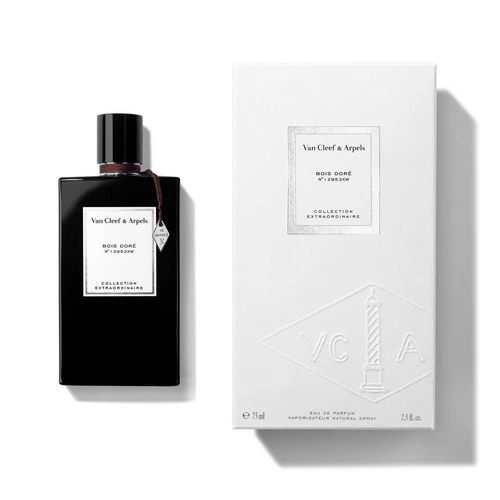 Van Cleef & Arpels
BOIS DORÉ
N°12953XW
COLLECTION
EXTRAORDINAIRE
Van Cleef & Arpels
BOIS DORÉ
N°12953XW
COLLECTION
EXTRAORDINAIRE
VC A
℮ 75 ml
EAU DE PARFUM
VAPORISATEUR NATURAL SPRAY
2.5 fl. oz.